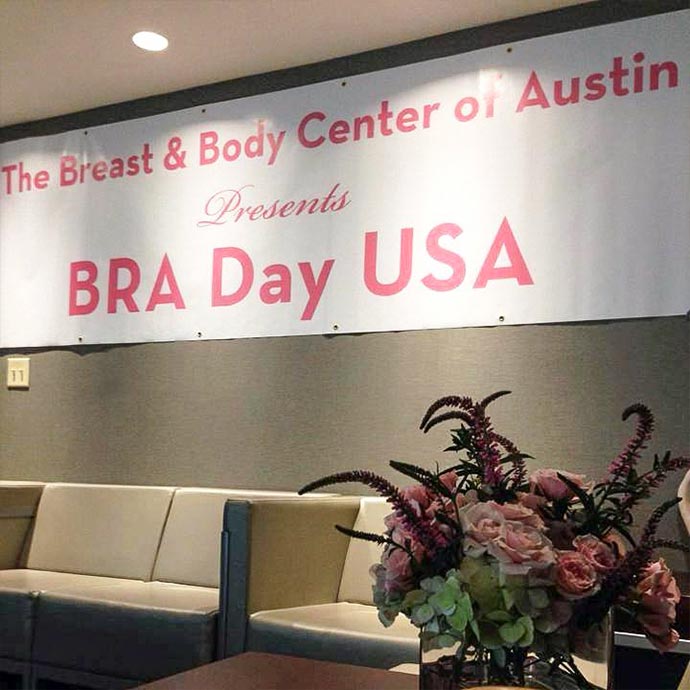 The Breast & Body Center of Austin
Presents
BRA Day USA